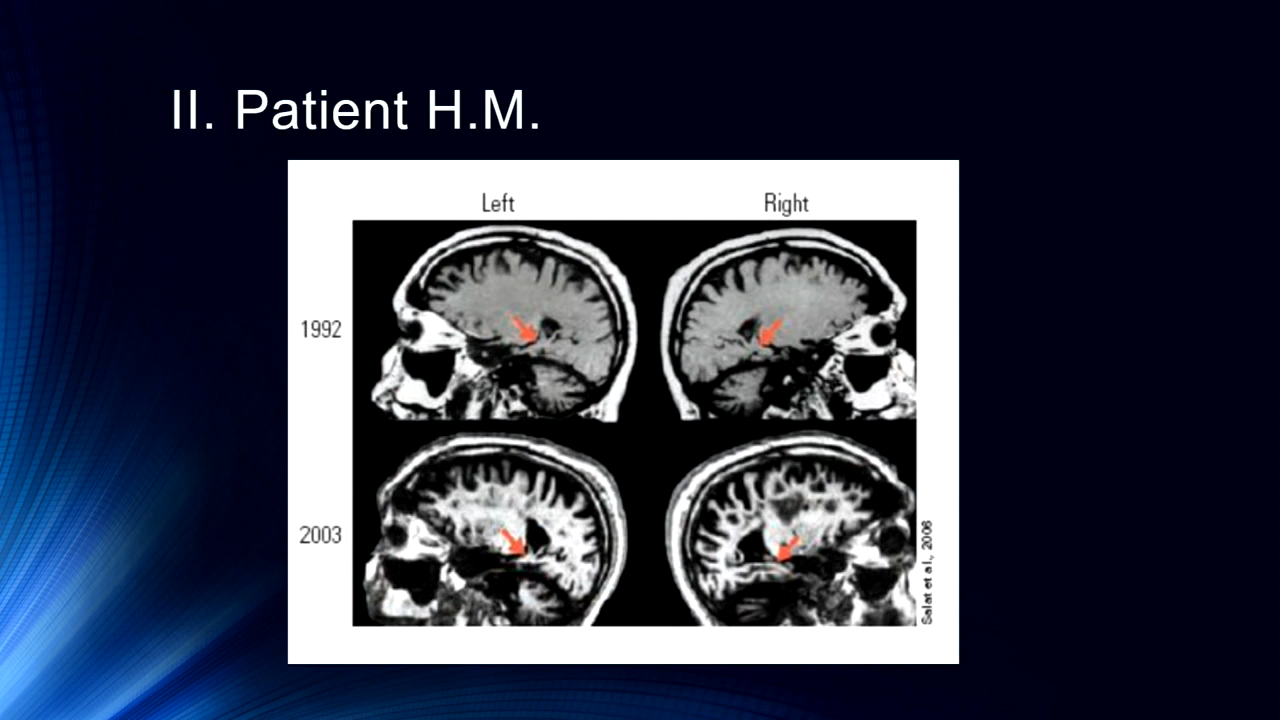 II. Patient H.M.
Left
Right
1992
2003
Salat et al., 2006